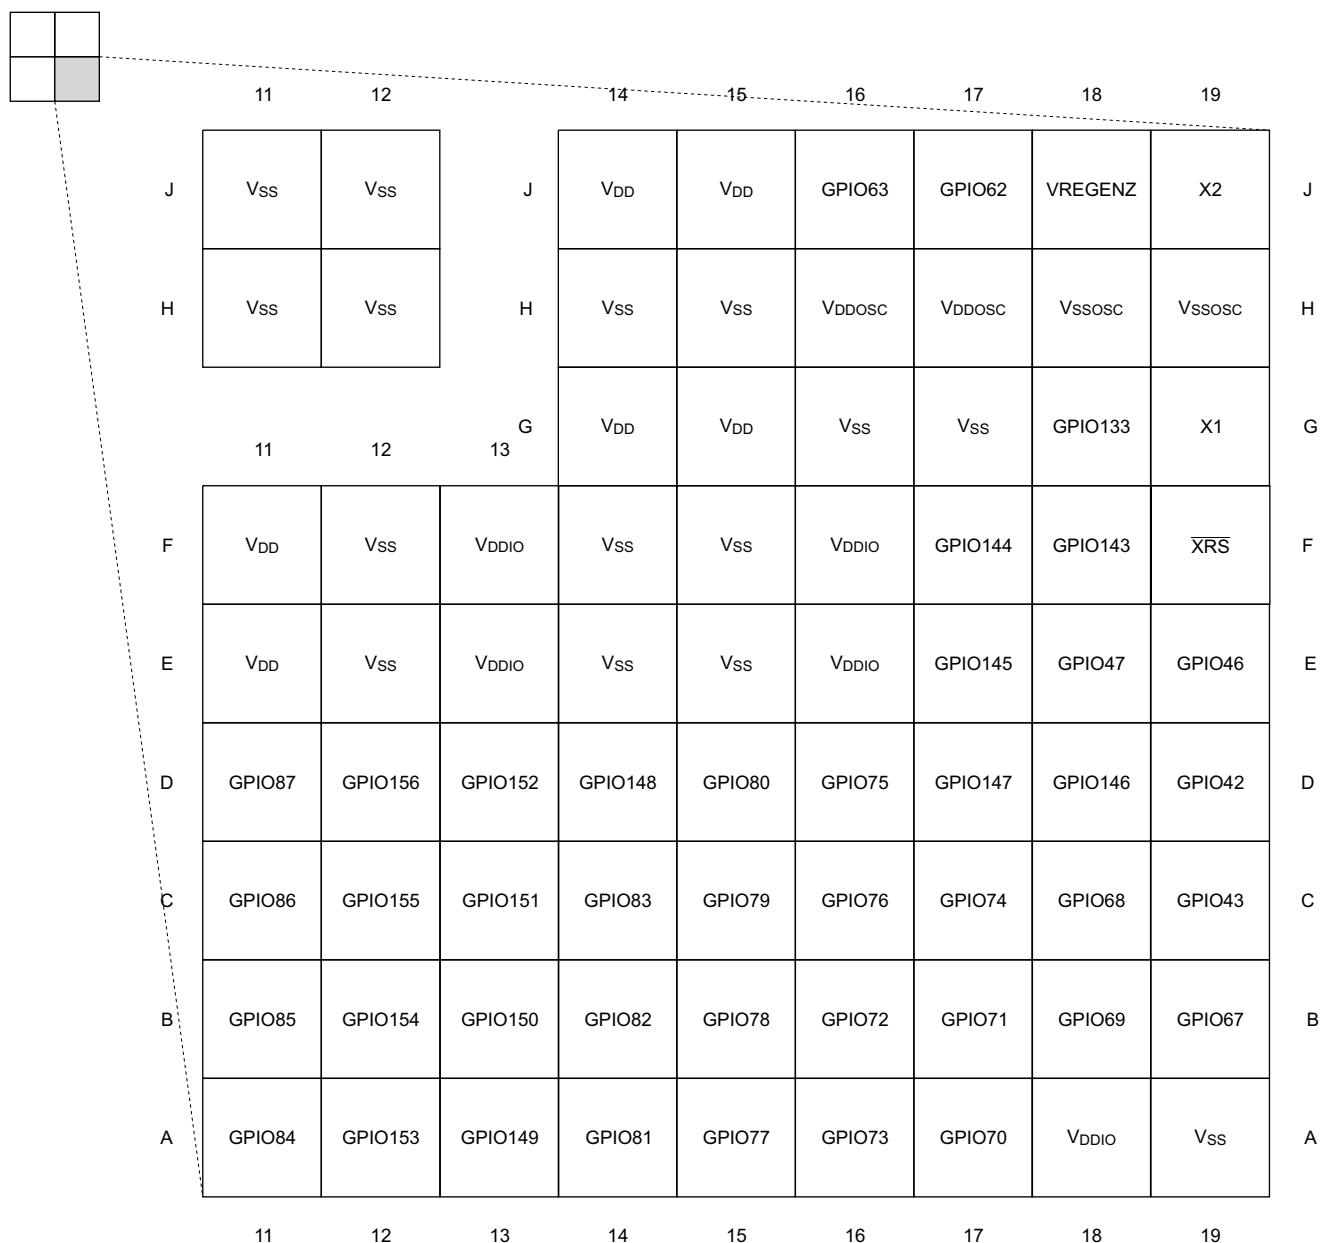 11 12 14 15 16 17 18 19
J VSS VSS J VDD VDD GPIO63 GPIO62 VREGENZ X2 J
H VSS VSS H VSS VSS VDDOSC VDDOSC VSSOSC VSSOSC H
G VDD VDD VSS VSS GPIO133 X1 G
11 12 13
F VDD VSS VDDIO VSS VSS VDDIO GPIO144 GPIO143 XRS F
E VDD VSS VDDIO VSS VSS VDDIO GPIO145 GPIO47 GPIO46 E
D GPIO87 GPIO156 GPIO152 GPIO148 GPIO80 GPIO75 GPIO147 GPIO146 GPIO42 D
C GPIO86 GPIO155 GPIO151 GPIO83 GPIO79 GPIO76 GPIO74 GPIO68 GPIO43 C
B GPIO85 GPIO154 GPIO150 GPIO82 GPIO78 GPIO72 GPIO71 GPIO69 GPIO67 B
A GPIO84 GPIO153 GPIO149 GPIO81 GPIO77 GPIO73 GPIO70 VDDIO VSS A
11 12 13 14 15 16 17 18 19